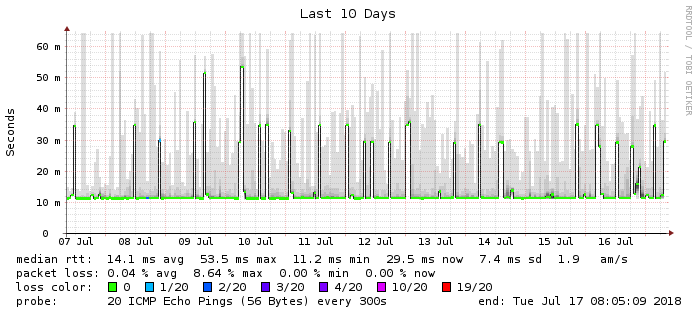 Last 10 Days
RRDTOOL / TOBI OETIKER
Seconds
60 m
50 m
40 m
30 m
20 m
10 m
0
07 Jul 08 Jul 09 Jul 10 Jul 11 Jul 12 Jul 13 Jul 14 Jul 15 Jul 16 Jul
median rtt: 14.1 ms avg 53.5 ms max 11.2 ms min 29.5 ms now 7.4 ms sd 1.9 am/s
packet loss: 0.04 % avg 8.64 % max 0.00 % min 0.00 % now
loss color: 0 1/20 2/20 3/20 4/20 10/20 19/20
probe: 20 ICMP Echo Pings (56 Bytes) every 300s end: Tue Jul 17 08:05:09 2018